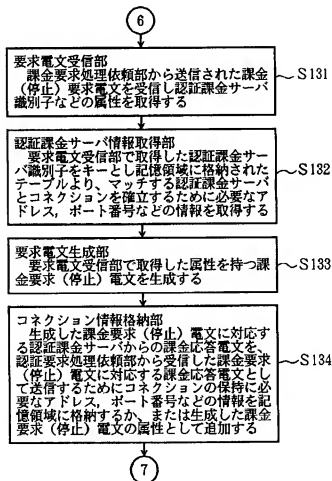 6
要求電文受信部
課金要求処理依頼部から送信された課金
(停止)要求電文を受信し認証課金サーバ
識別子などの属性を取得する
S131
認証課金サーバ情報取得部
要求電文受信部で取得した認証課金サー
バ識別子をキーとし記憶領域に格納された
テーブルより、マッチする認証課金サーバ
とコネクションを確立するために必要なア
ドレス，ポート番号などの情報を取得する
S132
要求電文生成部
要求電文受信部で取得した属性を持つ課
金要求(停止)電文を生成する
S133
コネクション情報格納部
生成した課金要求(停止)電文に対応す
る認証課金サーバからの課金応答電文を、
認証要求処理依頼部から受信した課金要求
(停止)電文に対応する課金応答電文とし
て送信するためにコネクションの保持に必
要なアドレス，ポート番号などの情報を記
憶領域に格納するか、または生成した課金
要求(停止)電文の属性として追加する
S134
7